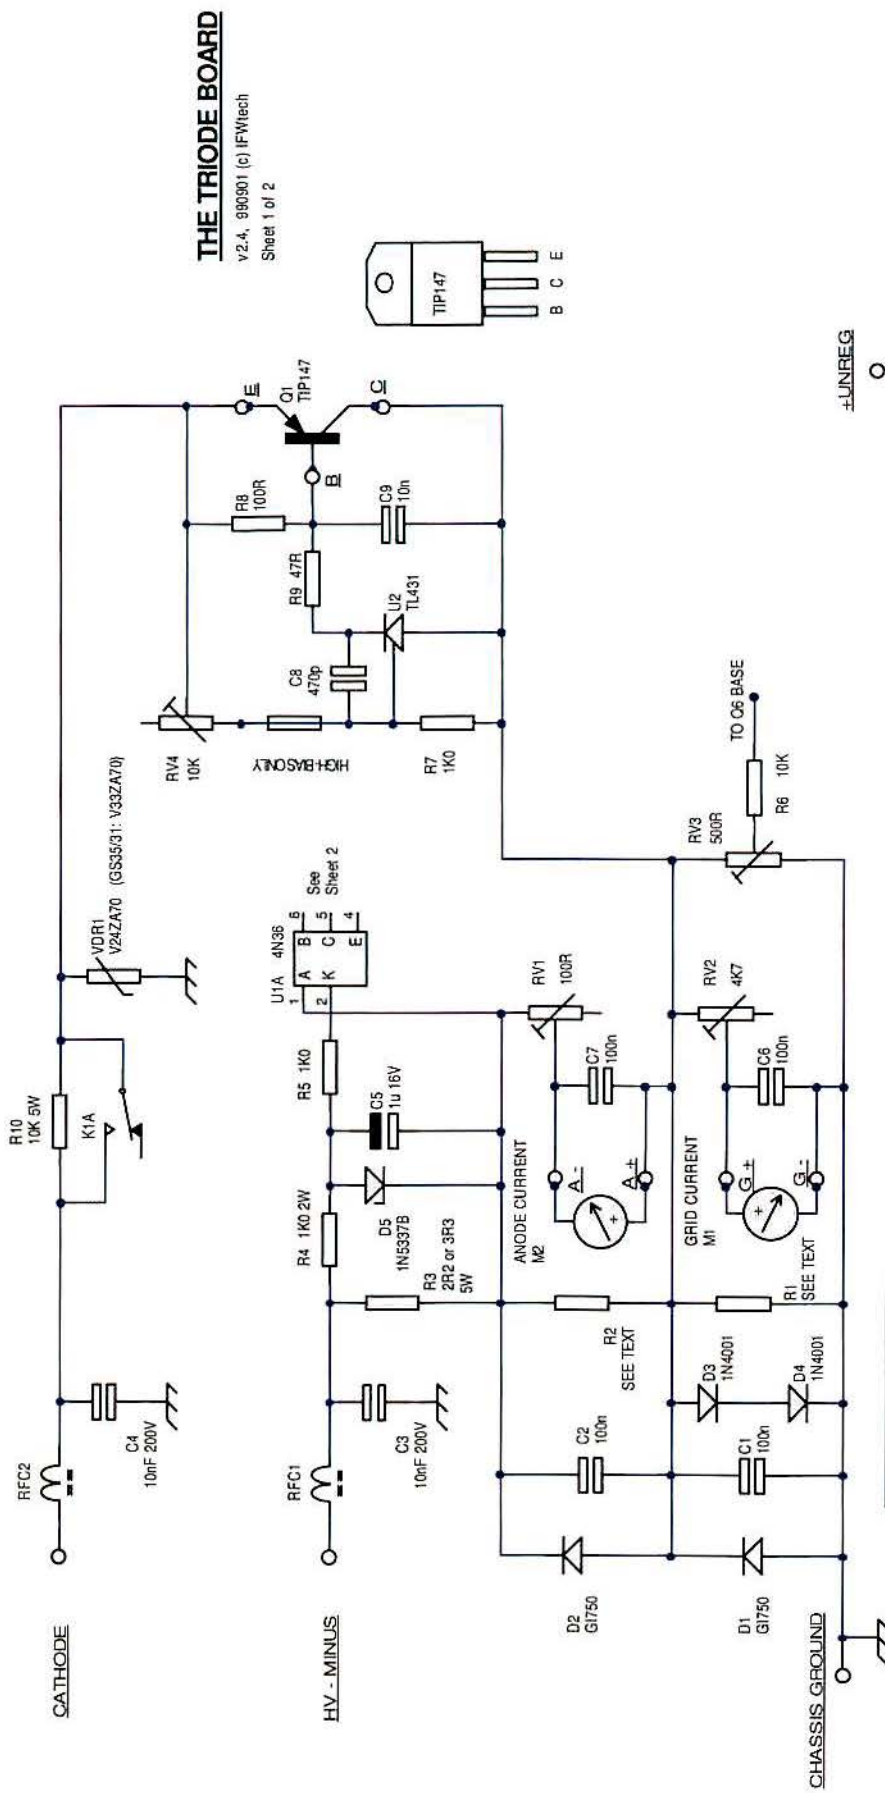 THE TRIODE BOARD
v2.4, 990901 (c) IFWtech
Sheet 1 of 2
TIP147
B C E
+UNREG
CATHODE
RFC2
C4
10nF 200V
R10
10K 5W
K1A
VDR1
V24ZA70 (GS35/31: V33ZA70)
RV4
10K
HIGH-BIAS ONLY
R7
1K0
C8
470p
R9 47R
U2
TL431
R8
100R
C9
10n
B
E
Q1
TIP147
C
HV - MINUS
RFC1
C3
10nF 200V
R4 1K0 2W
D5
1N5337B
R3
2R2 or 3R3
5W
C5
1u 16V
R5 1K0
U1A 4N36
1 A B 6
2 K C 5
E 4
See
Sheet 2
D2
GI750
C2
100n
R2
SEE TEXT
ANODE CURRENT
M2
+
A -
A +
C7
100n
RV1
100R
D1
GI750
C1
100n
D3
1N4001
D4
1N4001
R1
SEE TEXT
GRID CURRENT
M1
+
G +
G -
C6
100n
RV2
4K7
RV3
500R
R6 10K
TO Q6 BASE
CHASSIS GROUND